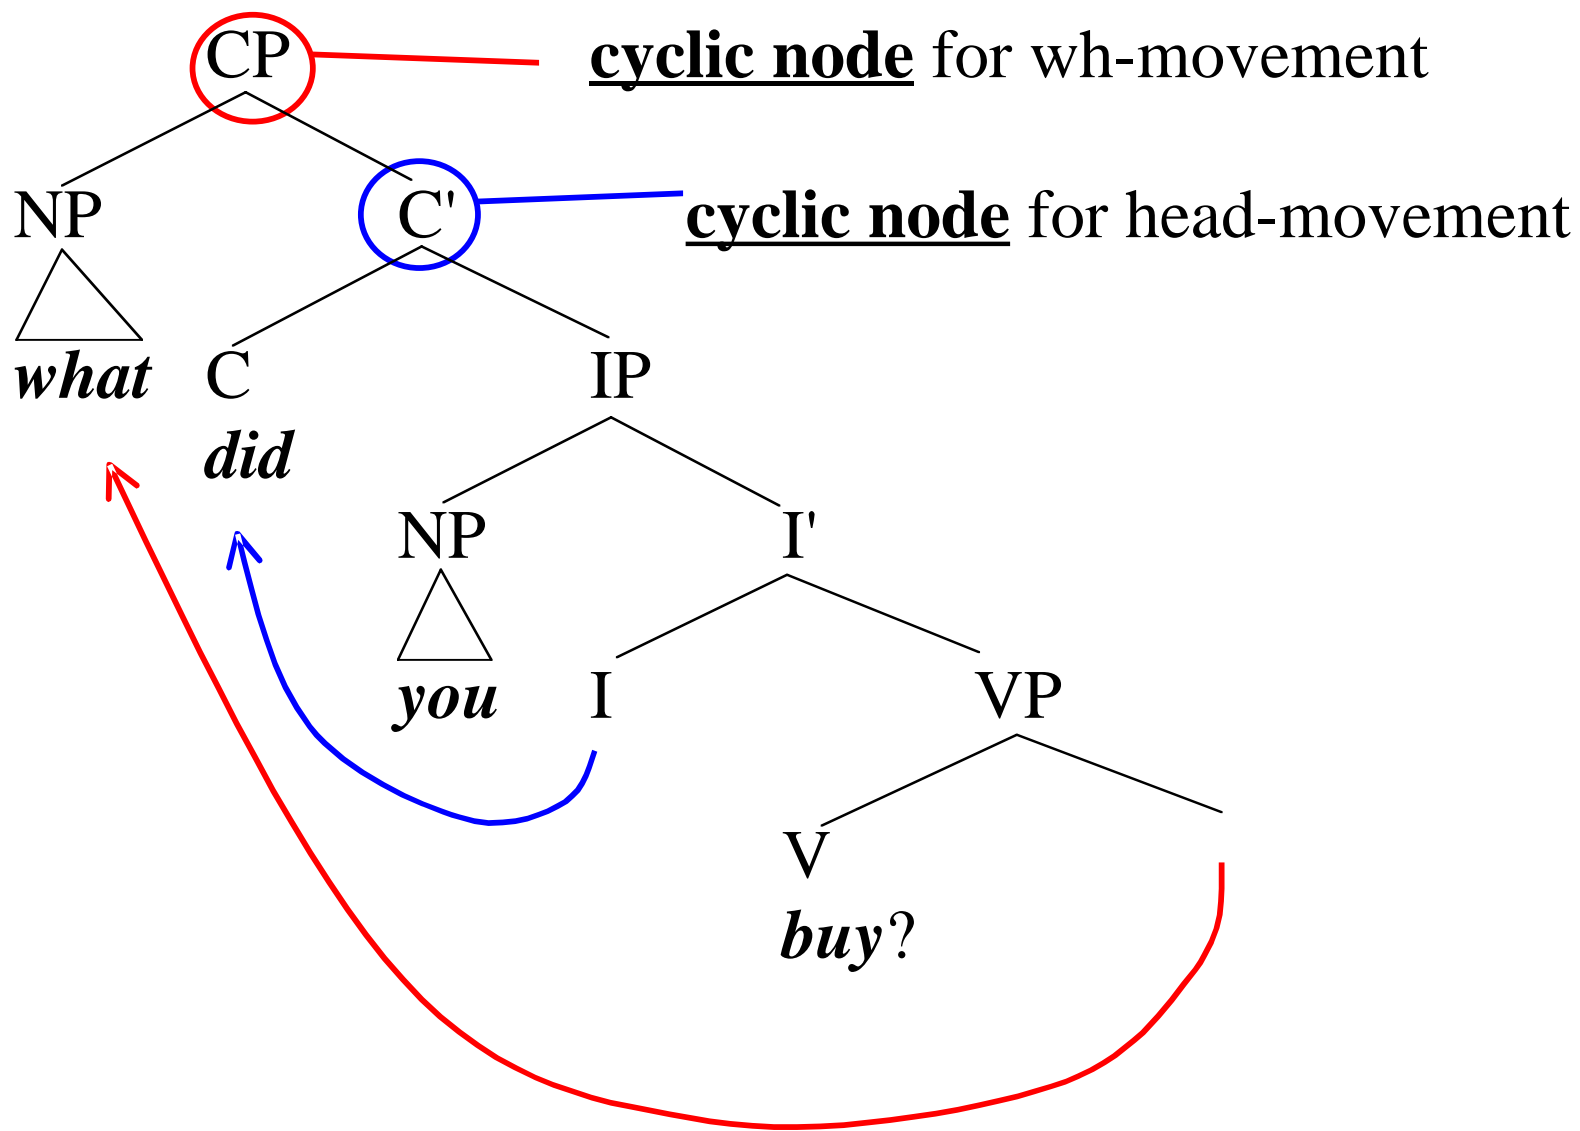 CP cyclic node for wh-movement
NP C' cyclic node for head-movement
what C IP
did
NP I'
you I VP
V
buy?